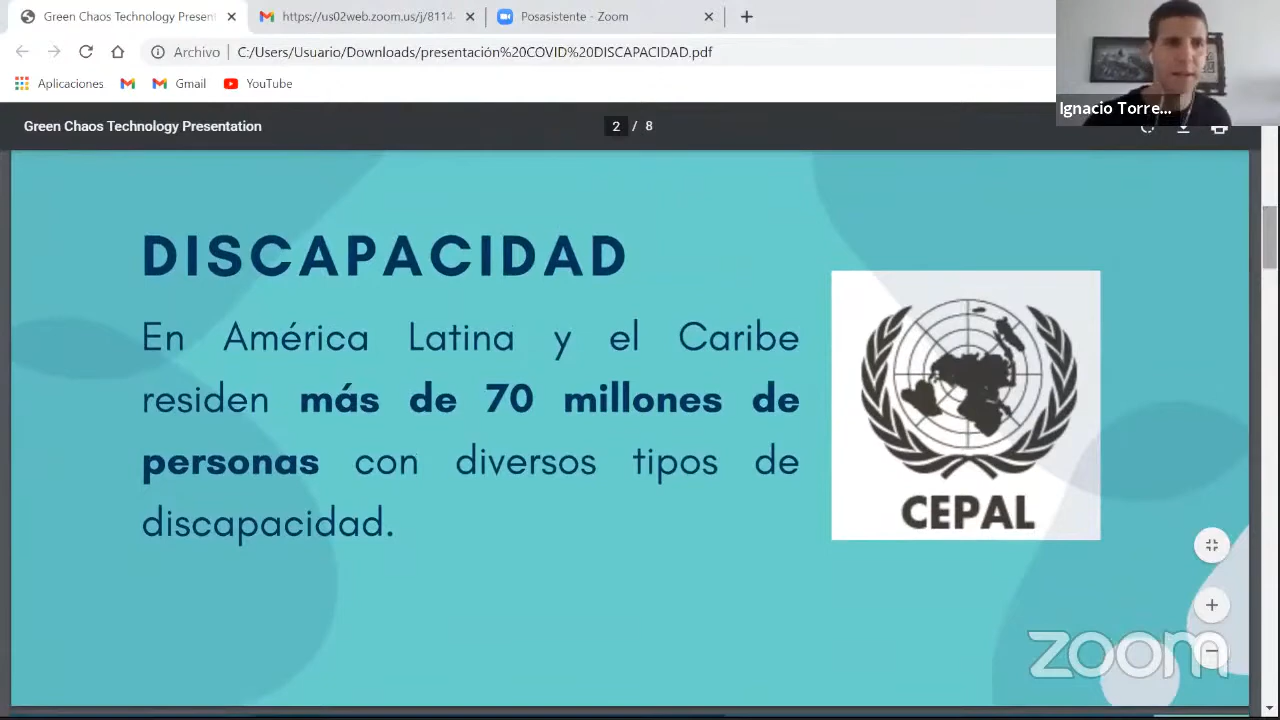 Green Chaos Technology Present
https://us02web.zoom.us/j/8114
Posasistente - Zoom
Archivo
C:/Users/Usuario/Downloads/presentación%20COVID%20DISCAPACIDAD.pdf
Aplicaciones
Gmail
YouTube
Ignacio Torre...
Green Chaos Technology Presentation
2 / 8
DISCAPACIDAD
En América Latina y el Caribe
residen más de 70 millones de
personas con diversos tipos de
discapacidad.
CEPAL
zoom